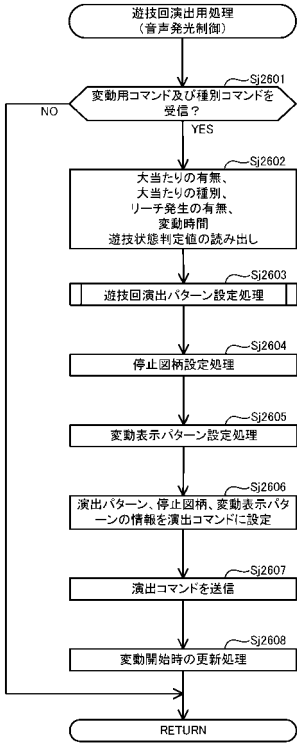 遊技回演出用処理
(音声発光制御)
Sj2601
変動用コマンド及び種別コマンドを
受信?
NO
YES
Sj2602
大当たりの有無、
大当たりの種別、
リーチ発生の有無、
変動時間
遊技状態判定値の読み出し
Sj2603
遊技回演出パターン設定処理
Sj2604
停止図柄設定処理
Sj2605
変動表示パターン設定処理
Sj2606
演出パターン、停止図柄、変動表示パタ
ーンの情報を演出コマンドに設定
Sj2607
演出コマンドを送信
Sj2608
変動開始時の更新処理
RETURN